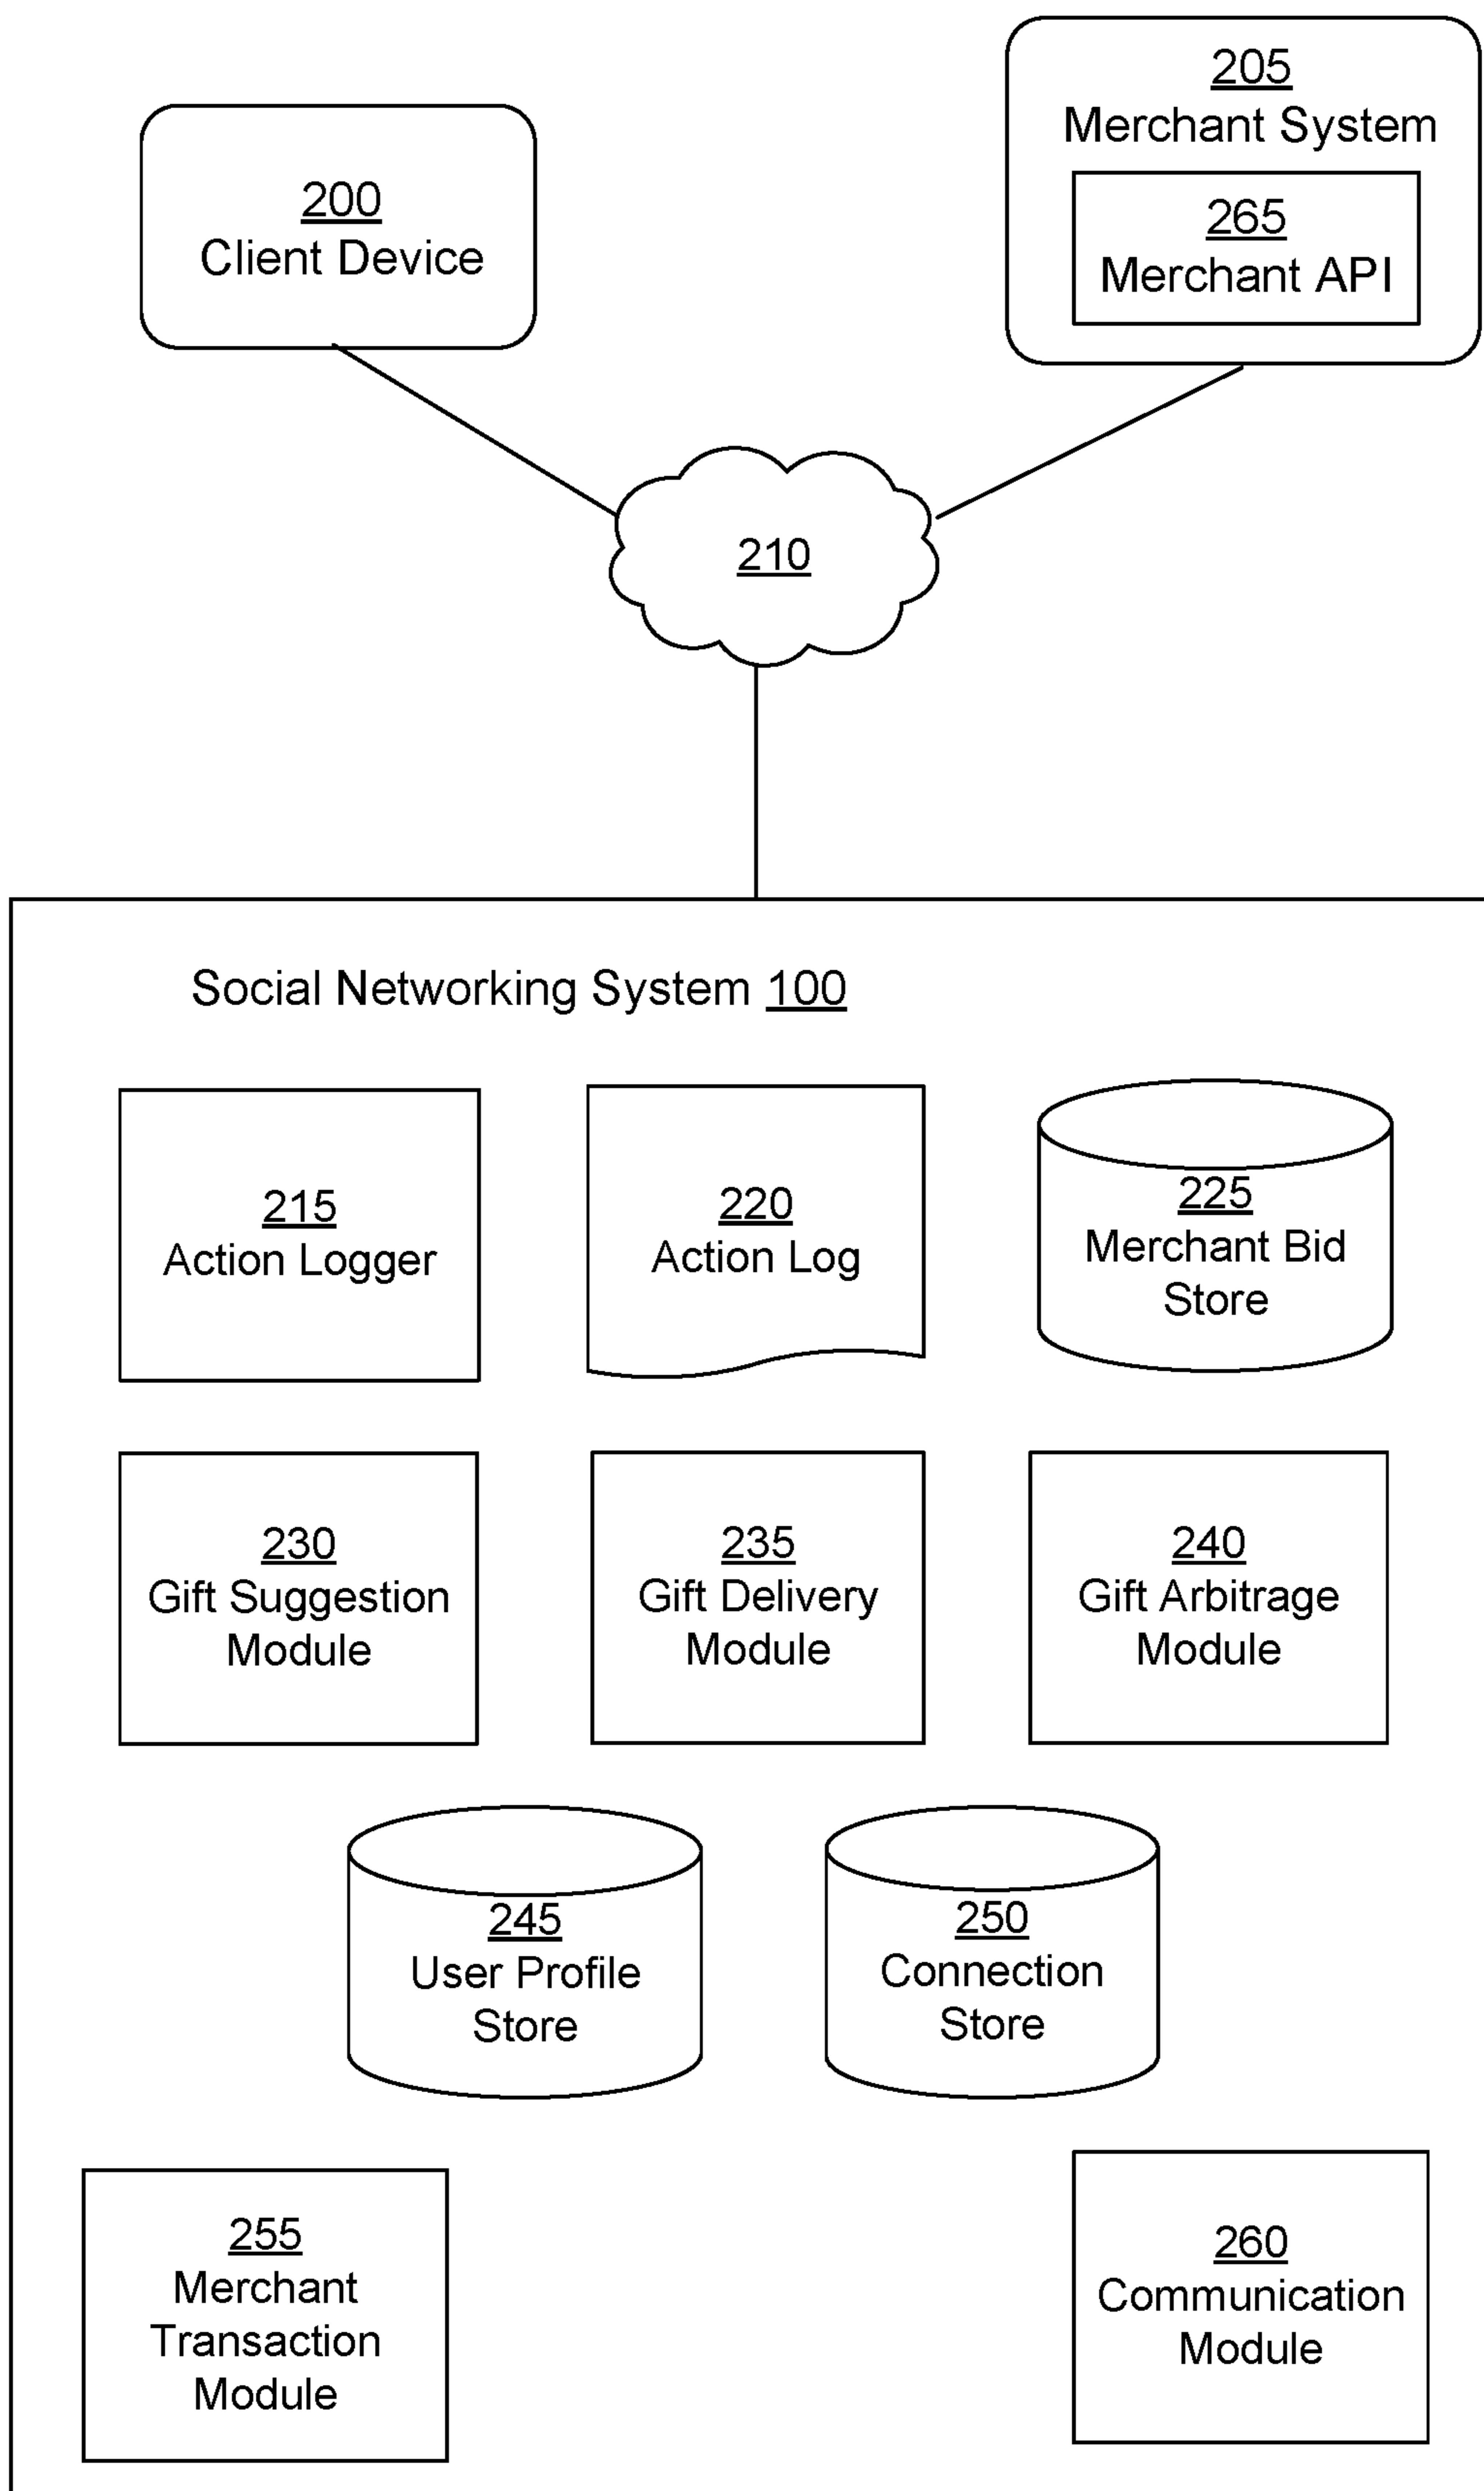 205
Merchant System
265
Merchant API
200
Client Device
210
Social Networking System 100
215
Action Logger
220
Action Log
225
Merchant Bid
Store
230
Gift Suggestion
Module
235
Gift Delivery
Module
240
Gift Arbitrage
Module
245
User Profile
Store
250
Connection
Store
255
Merchant
Transaction
Module
260
Communication
Module